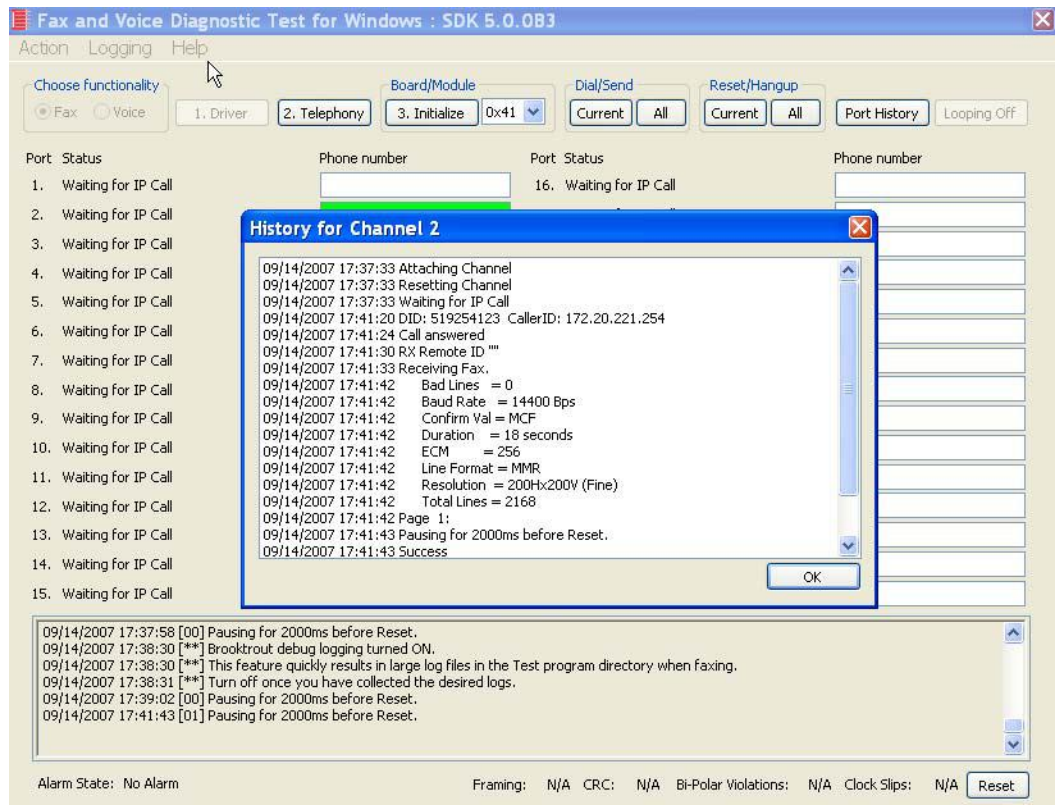 Fax and Voice Diagnostic Test for Windows : SDK 5.0.0B3
Action Logging Help
Choose functionality Board/Module Dial/Send Reset/Hangup
Fax Voice 1. Driver 2. Telephony 3. Initialize 0x41 Current All Current All Port History Looping Off
Port Status Phone number Port Status Phone number
1. Waiting for IP Call 16. Waiting for IP Call
2. Waiting for IP Call
3. Waiting for IP Call
4. Waiting for IP Call
5. Waiting for IP Call
6. Waiting for IP Call
7. Waiting for IP Call
8. Waiting for IP Call
9. Waiting for IP Call
10. Waiting for IP Call
11. Waiting for IP Call
12. Waiting for IP Call
13. Waiting for IP Call
14. Waiting for IP Call
15. Waiting for IP Call
History for Channel 2
09/14/2007 17:37:33 Attaching Channel
09/14/2007 17:37:33 Resetting Channel
09/14/2007 17:37:33 Waiting for IP Call
09/14/2007 17:41:20 DID: 519254123 CallerID: 172.20.221.254
09/14/2007 17:41:24 Call answered
09/14/2007 17:41:30 RX Remote ID ""
09/14/2007 17:41:33 Receiving Fax.
09/14/2007 17:41:42 Bad Lines = 0
09/14/2007 17:41:42 Baud Rate = 14400 Bps
09/14/2007 17:41:42 Confirm Val = MCF
09/14/2007 17:41:42 Duration = 18 seconds
09/14/2007 17:41:42 ECM = 256
09/14/2007 17:41:42 Line Format = MMR
09/14/2007 17:41:42 Resolution = 200Hx200V (Fine)
09/14/2007 17:41:42 Total Lines = 2168
09/14/2007 17:41:42 Page 1:
09/14/2007 17:41:43 Pausing for 2000ms before Reset.
09/14/2007 17:41:43 Success
OK
09/14/2007 17:37:58 [00] Pausing for 2000ms before Reset.
09/14/2007 17:38:30 [**] Brooktrout debug logging turned ON.
09/14/2007 17:38:30 [**] This feature quickly results in large log files in the Test program directory when faxing.
09/14/2007 17:38:31 [**] Turn off once you have collected the desired logs.
09/14/2007 17:39:02 [00] Pausing for 2000ms before Reset.
09/14/2007 17:41:43 [01] Pausing for 2000ms before Reset.
Alarm State: No Alarm Framing: N/A CRC: N/A Bi-Polar Violations: N/A Clock Slips: N/A Reset